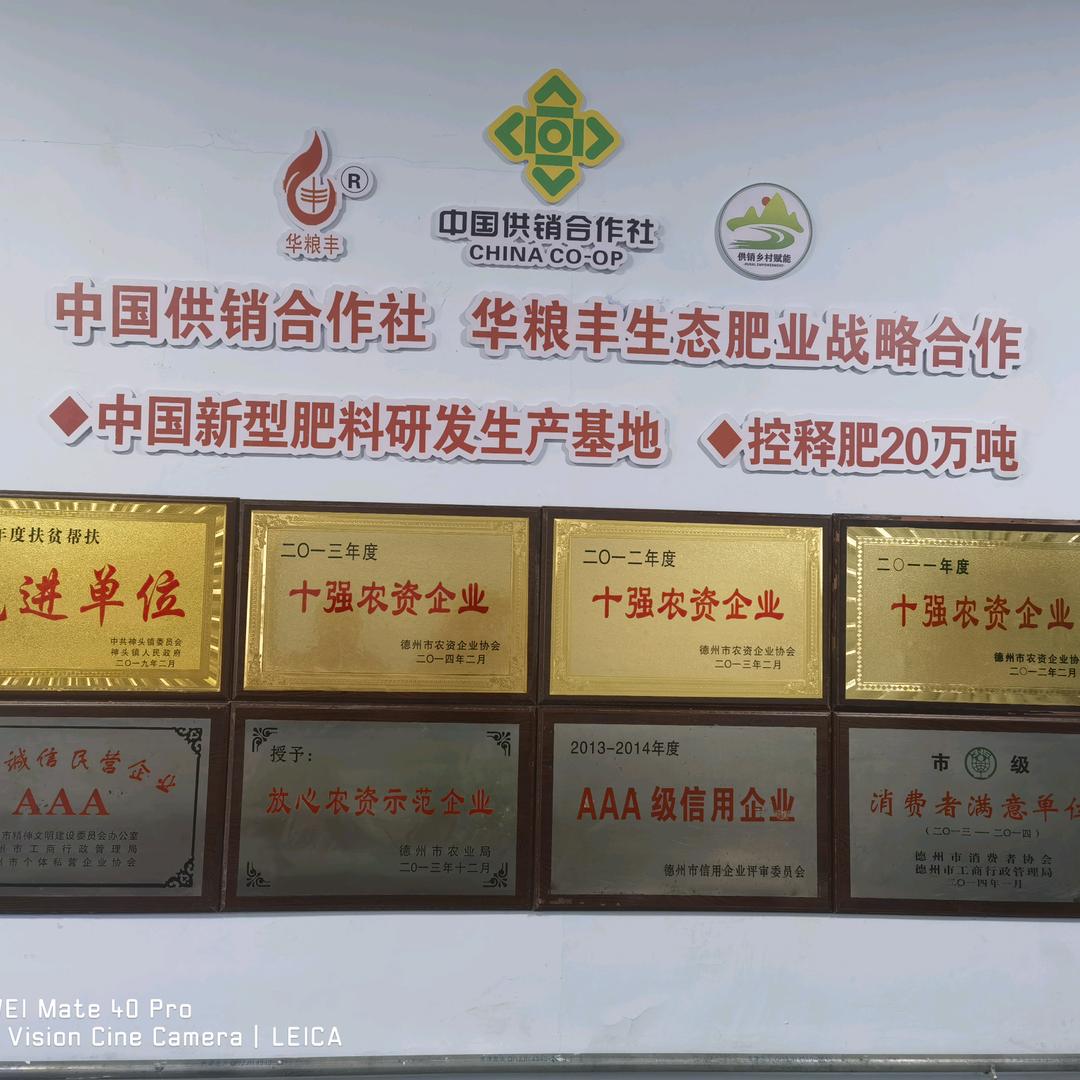 华粮丰
®
中国供销合作社
CHINA CO-OP
供销乡村赋能
中国供销合作社 华粮丰生态肥业战略合作
◆中国新型肥料研发生产基地 ◆控释肥20万吨
年度扶贫帮扶
进单位
中共神头镇委员会
神头镇人民政府
二〇一九年二月
二〇一三年度
十强农资企业
德州市农资企业协会
二〇一四年二月
二〇一二年度
十强农资企业
德州市农资企业协会
二〇一三年二月
二〇一一年度
十强农资企业
德州市农资企业协
二〇一二年二月
诚信民营企业
AAA
市精神文明建设委员会办公室
州市工商行政管理局
州市个体私营企业协会
授予：
放心农资示范企业
德州市农业局
二〇一三年十二月
2013-2014年度
AAA级信用企业
德州市信用企业评审委员会
市 级
消费者满意单位
(二〇一三—二〇一四)
德州市消费者协会
德州市工商行政管理局
二〇一四年一月
WEI Mate 40 Pro
Vision Cine Camera | LEICA